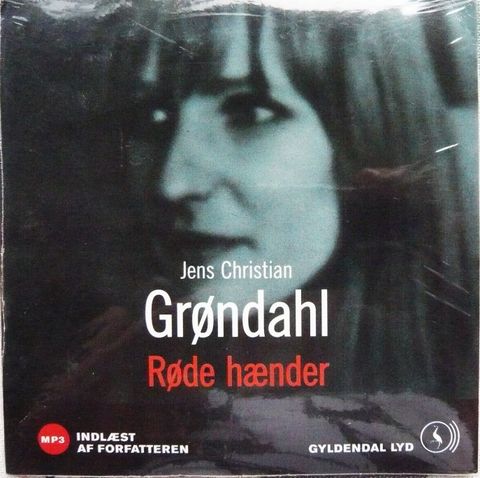 Jens Christian
Grøndahl
Røde hænder
MP3
INDLÆST
AF FORFATTEREN
GYLDENDAL LYD